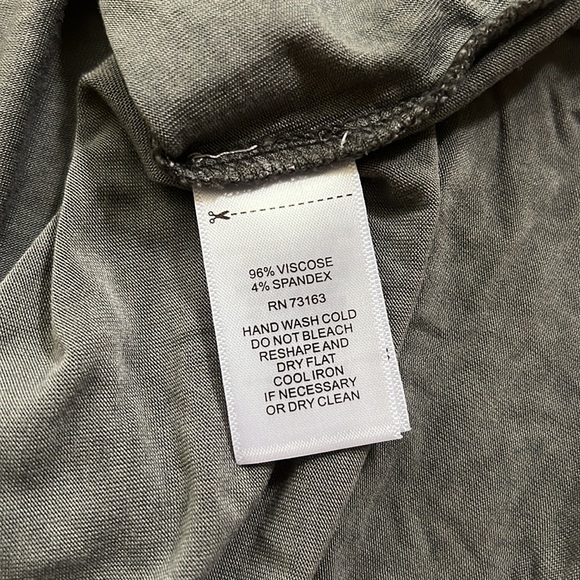 96% VISCOSE
4% SPANDEX
RN 73163
HAND WASH COLD
DO NOT BLEACH
RESHAPE AND
DRY FLAT
COOL IRON
IF NECESSARY
OR DRY CLEAN